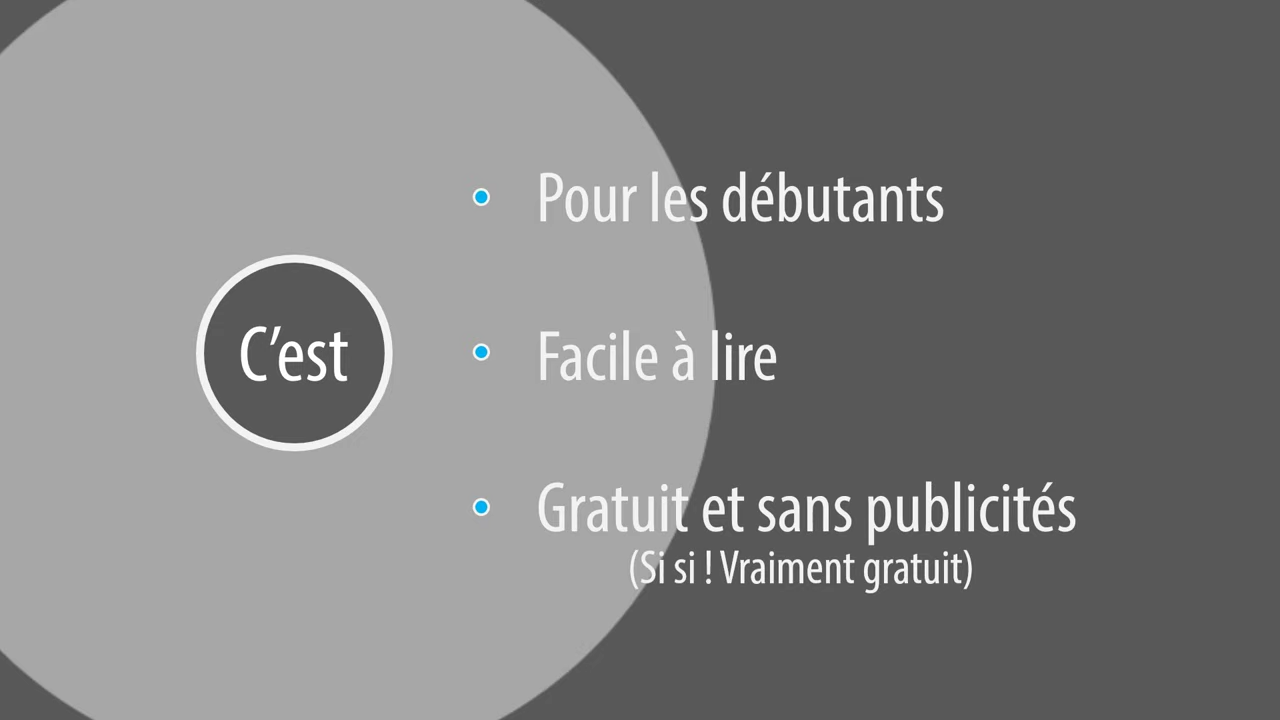 C’est
Pour les débutants
Facile à lire
Gratuit et sans publicités
(Si si ! Vraiment gratuit)